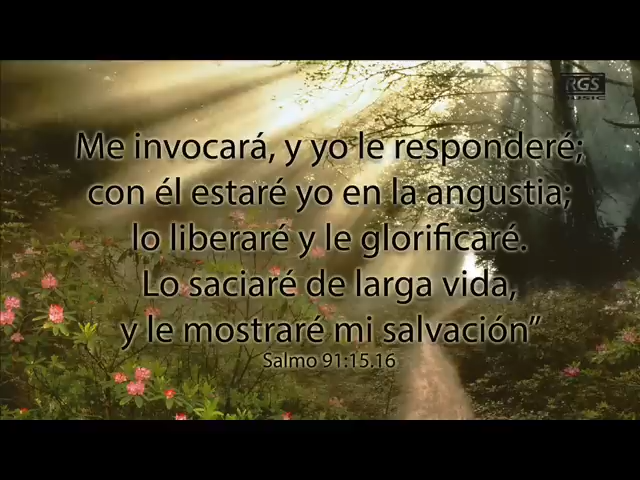 RGS
MUSIC
Me invocará, y yo le responderé;
con él estaré yo en la angustia;
lo liberaré y le glorificaré.
Lo saciaré de larga vida,
y le mostraré mi salvación”
Salmo 91:15.16